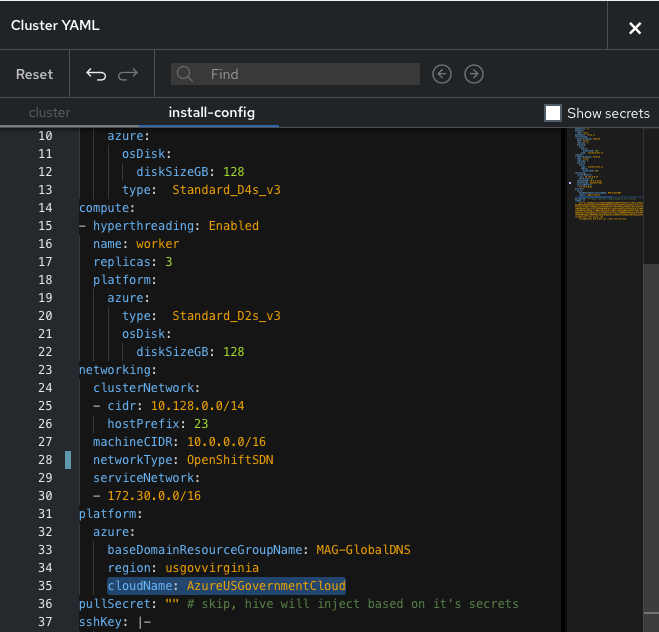 Cluster YAML
Reset
Find
cluster
install-config
Show secrets
10 azure:
11 osDisk:
12 diskSizeGB: 128
13 type:  Standard_D4s_v3
14 compute:
15 - hyperthreading: Enabled
16 name: worker
17 replicas: 3
18 platform:
19 azure:
20 type:  Standard_D2s_v3
21 osDisk:
22 diskSizeGB: 128
23 networking:
24 clusterNetwork:
25 - cidr: 10.128.0.0/14
26 hostPrefix: 23
27 machineCIDR: 10.0.0.0/16
28 networkType: OpenShiftSDN
29 serviceNetwork:
30 - 172.30.0.0/16
31 platform:
32 azure:
33 baseDomainResourceGroupName: MAG-GlobalDNS
34 region: usgovvirginia
35 cloudName: AzureUSGovernmentCloud
36 pullSecret: "" # skip, hive will inject based on it's secrets
37 sshKey: |-